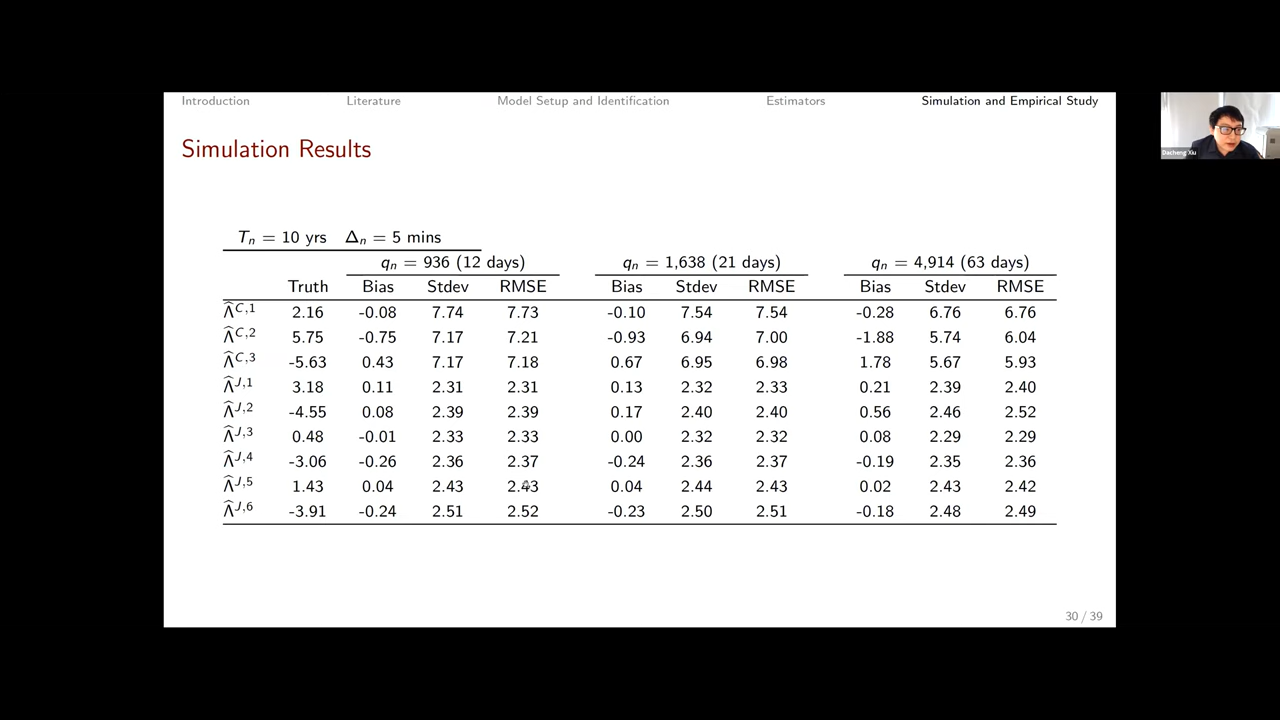 Introduction Literature Model Setup and Identification Estimators Simulation and Empirical Study
Dacheng Xiu
Simulation Results
Tₙ = 10 yrs Δₙ = 5 mins
qₙ = 936 (12 days) qₙ = 1,638 (21 days) qₙ = 4,914 (63 days)
Truth Bias Stdev RMSE Bias Stdev RMSE Bias Stdev RMSE
Λ̂^{C,1} 2.16 -0.08 7.74 7.73 -0.10 7.54 7.54 -0.28 6.76 6.76
Λ̂^{C,2} 5.75 -0.75 7.17 7.21 -0.93 6.94 7.00 -1.88 5.74 6.04
Λ̂^{C,3} -5.63 0.43 7.17 7.18 0.67 6.95 6.98 1.78 5.67 5.93
Λ̂^{J,1} 3.18 0.11 2.31 2.31 0.13 2.32 2.33 0.21 2.39 2.40
Λ̂^{J,2} -4.55 0.08 2.39 2.39 0.17 2.40 2.40 0.56 2.46 2.52
Λ̂^{J,3} 0.48 -0.01 2.33 2.33 0.00 2.32 2.32 0.08 2.29 2.29
Λ̂^{J,4} -3.06 -0.26 2.36 2.37 -0.24 2.36 2.37 -0.19 2.35 2.36
Λ̂^{J,5} 1.43 0.04 2.43 2.43 0.04 2.44 2.43 0.02 2.43 2.42
Λ̂^{J,6} -3.91 -0.24 2.51 2.52 -0.23 2.50 2.51 -0.18 2.48 2.49
30 / 39